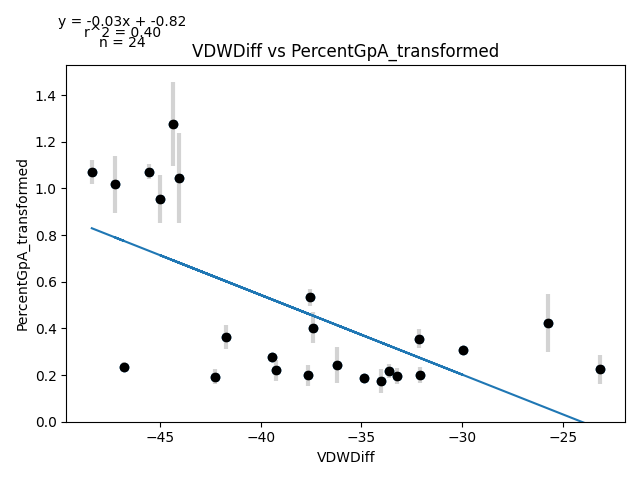 y = -0.03x + -0.82
r^2 = 0.40
n = 24
VDWDiff vs PercentGpA_transformed
PercentGpA_transformed
1.4
1.2
1.0
0.8
0.6
0.4
0.2
0.0
−45
−40
−35
−30
−25
VDWDiff